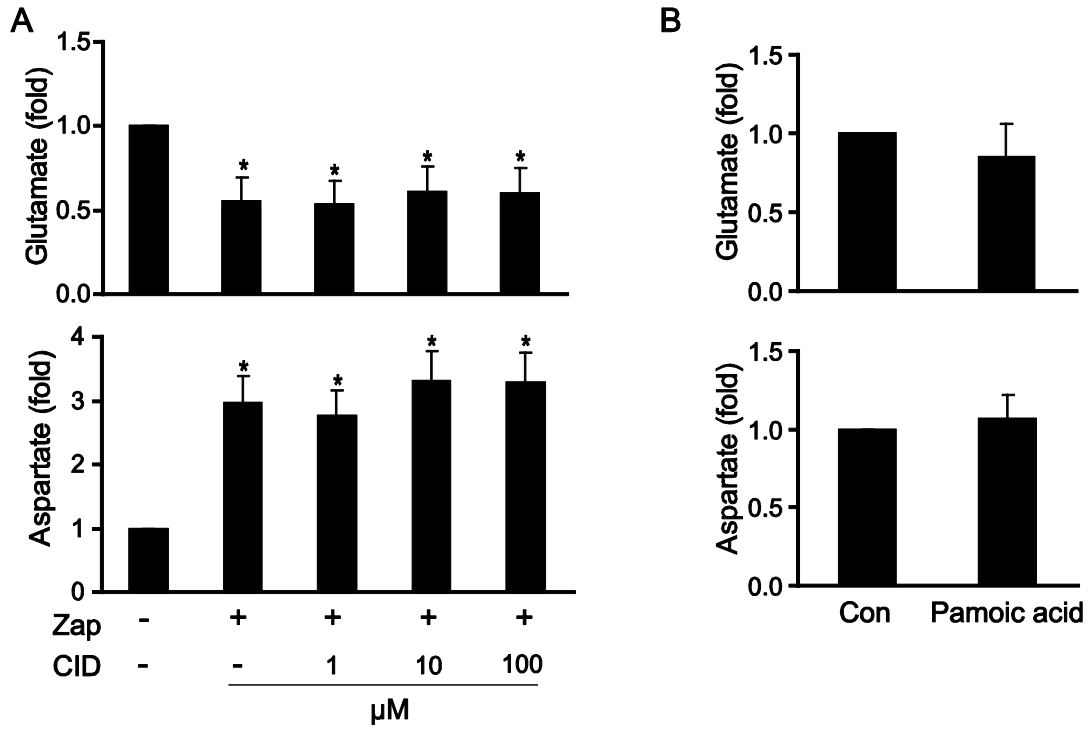 A
Glutamate (fold)
1.5
1.0
0.5
0.0
* * * *
Aspartate (fold)
4
3
2
1
0
* * * *
Zap - + + + +
CID - - 1 10 100
µM
B
Glutamate (fold)
1.5
1.0
0.5
0.0
Aspartate (fold)
1.5
1.0
0.5
0.0
Con Pamoic acid